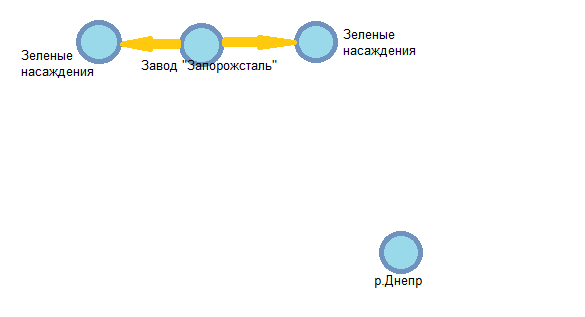 Зеленые
насаждения
Завод "Запорожсталь"
Зеленые
насаждения
р.Днепр